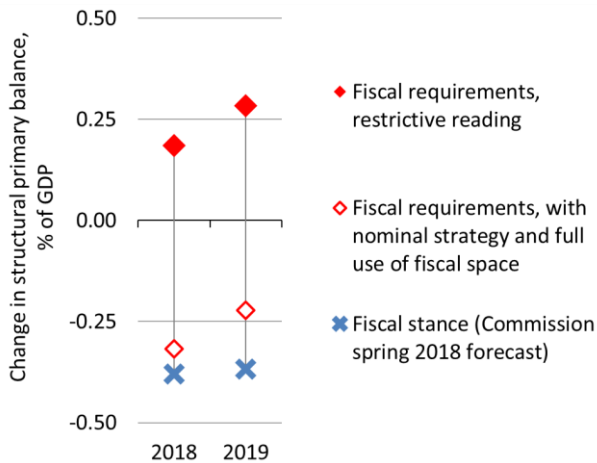 Change in structural primary balance,
% of GDP
0.50
0.25
0.00
-0.25
-0.50
2018
2019
Fiscal requirements,
restrictive reading
Fiscal requirements, with
nominal strategy and full
use of fiscal space
Fiscal stance (Commission
spring 2018 forecast)